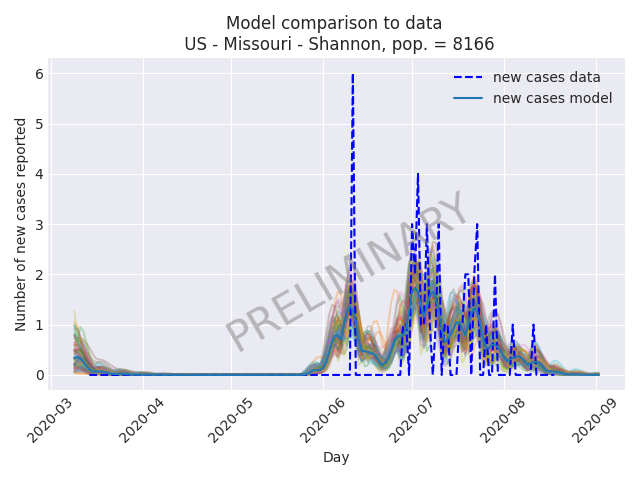 Model comparison to data
US - Missouri - Shannon, pop. = 8166
Number of new cases reported
6
5
4
3
2
1
0
new cases data
new cases model
PRELIMINARY
2020-03
2020-04
2020-05
2020-06
2020-07
2020-08
2020-09
Day